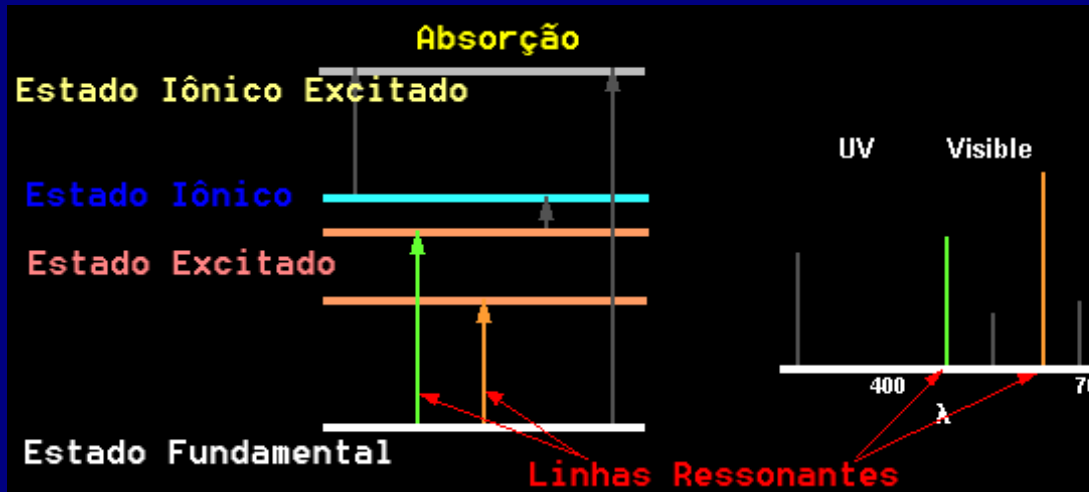 Absorção
Estado Iônico Excitado
UV Visible
Estado Iônico
Estado Excitado
400
λ
Estado Fundamental
Linhas Ressonantes